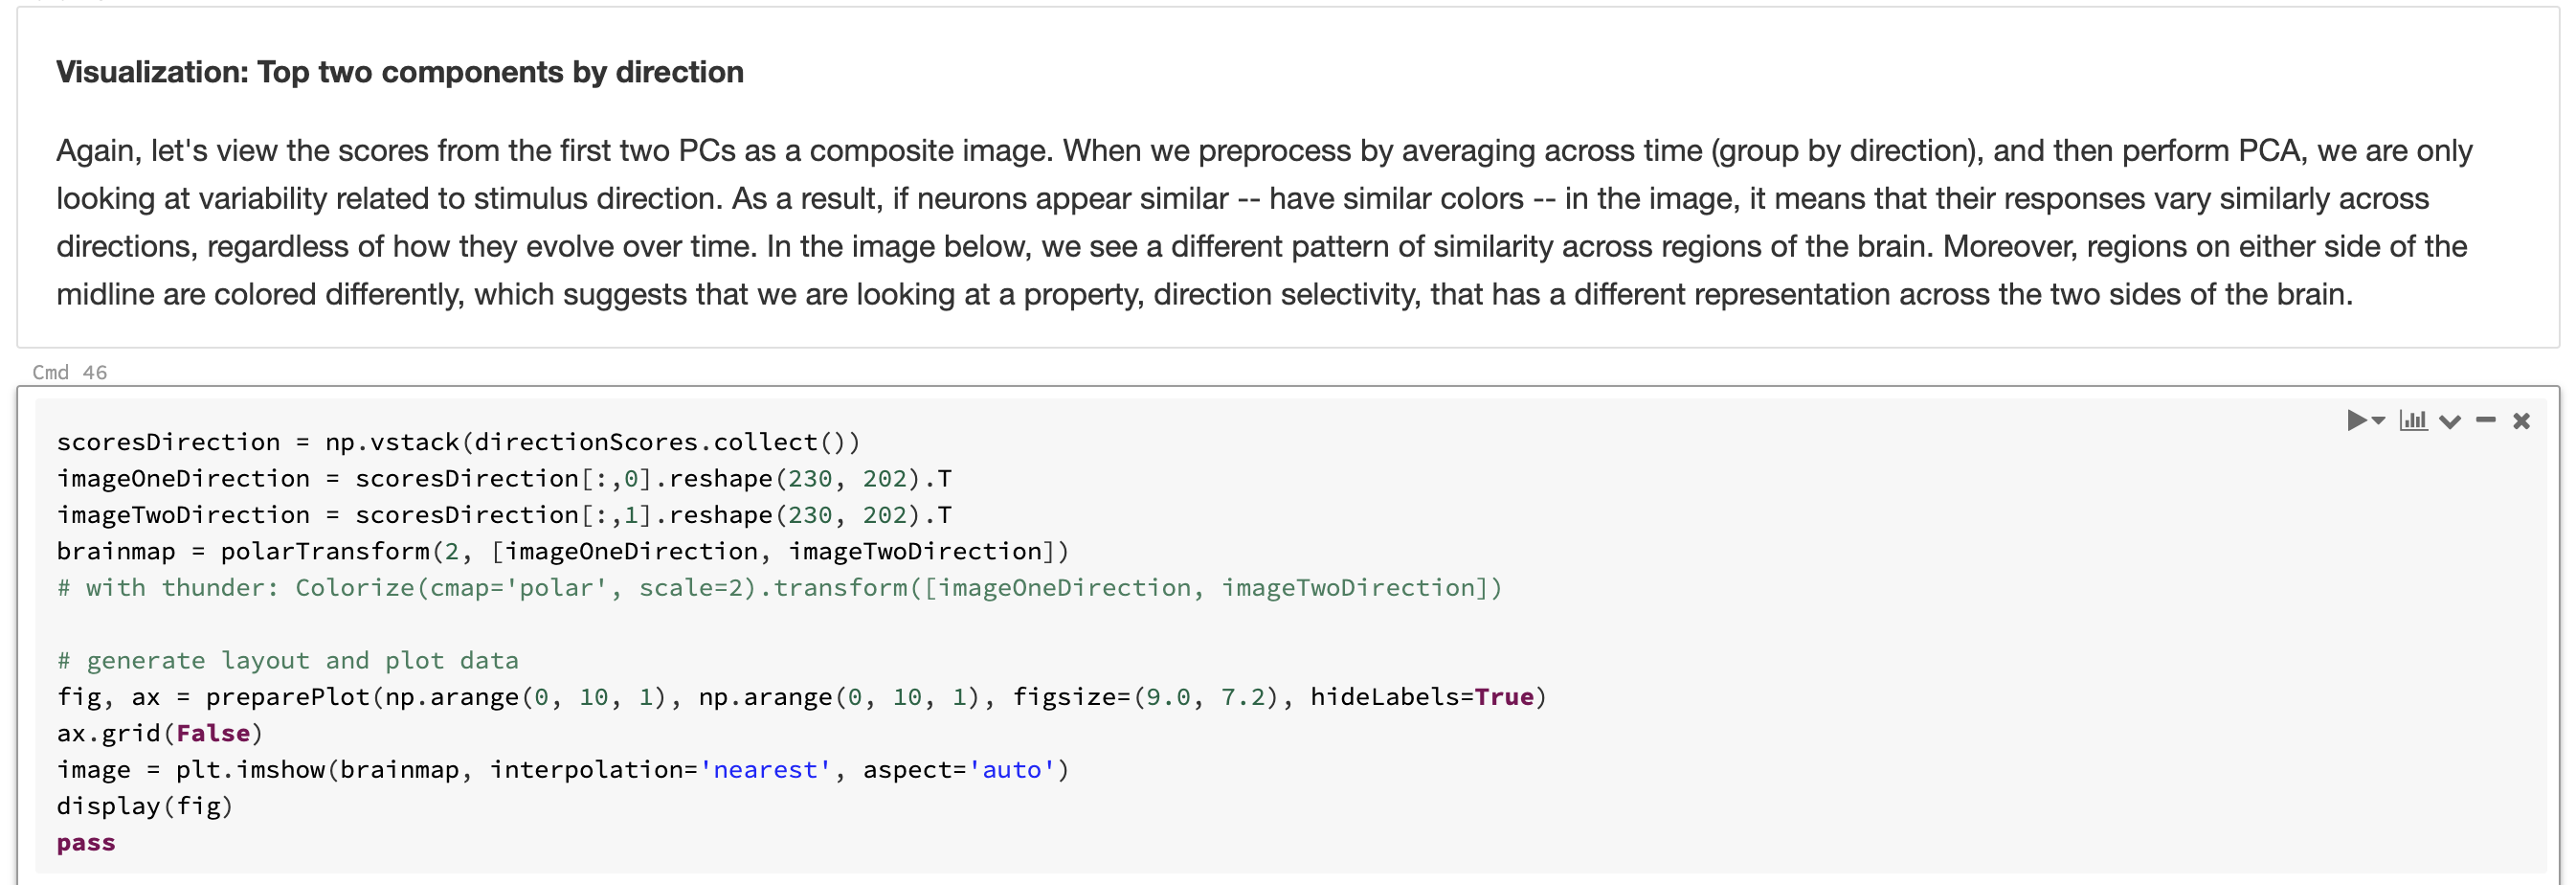 Visualization: Top two components by direction
Again, let's view the scores from the first two PCs as a composite image. When we preprocess by averaging across time (group by direction), and then perform PCA, we are only
looking at variability related to stimulus direction. As a result, if neurons appear similar -- have similar colors -- in the image, it means that their responses vary similarly across
directions, regardless of how they evolve over time. In the image below, we see a different pattern of similarity across regions of the brain. Moreover, regions on either side of the
midline are colored differently, which suggests that we are looking at a property, direction selectivity, that has a different representation across the two sides of the brain.
Cmd 46
scoresDirection = np.vstack(directionScores.collect())
imageOneDirection = scoresDirection[:,0].reshape(230, 202).T
imageTwoDirection = scoresDirection[:,1].reshape(230, 202).T
brainmap = polarTransform(2, [imageOneDirection, imageTwoDirection])
# with thunder: Colorize(cmap='polar', scale=2).transform([imageOneDirection, imageTwoDirection])
# generate layout and plot data
fig, ax = preparePlot(np.arange(0, 10, 1), np.arange(0, 10, 1), figsize=(9.0, 7.2), hideLabels=True)
ax.grid(False)
image = plt.imshow(brainmap, interpolation='nearest', aspect='auto')
display(fig)
pass